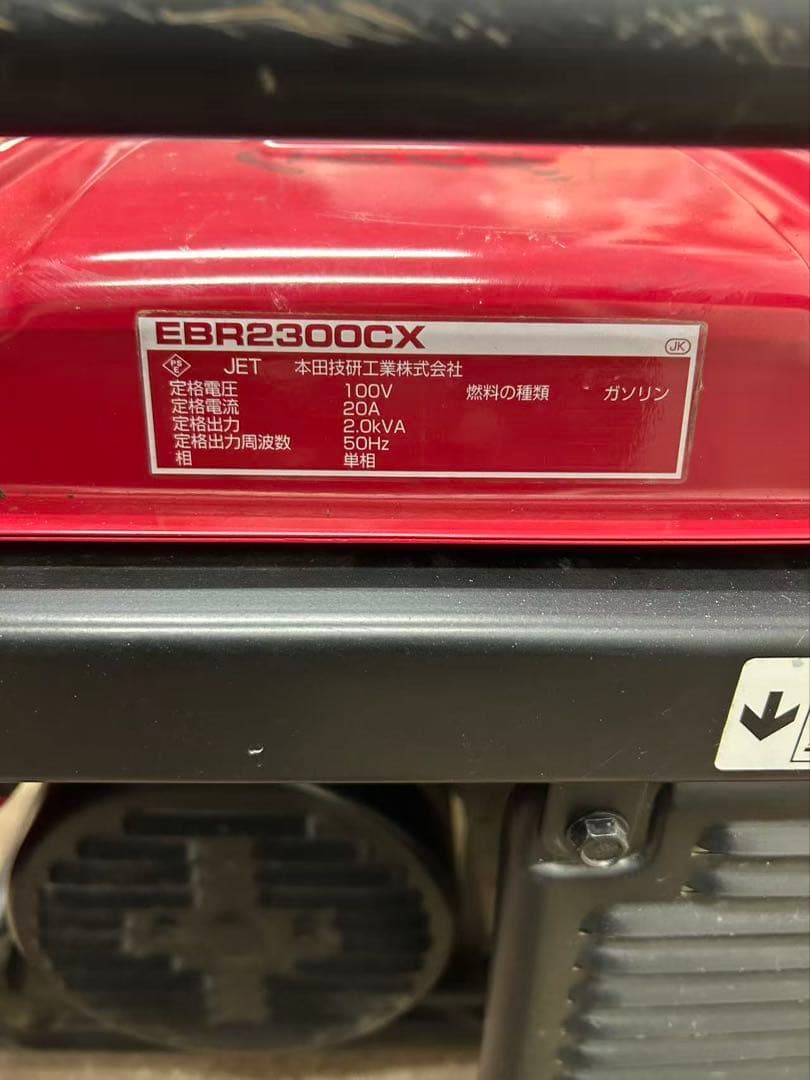 EBR2300CX
JK
PSE JET 本田技研工業株式会社
定格電圧 100V 燃料の種類 ガソリン
定格電流 20A
定格出力 2.0kVA
定格出力周波数 50Hz
相 単相